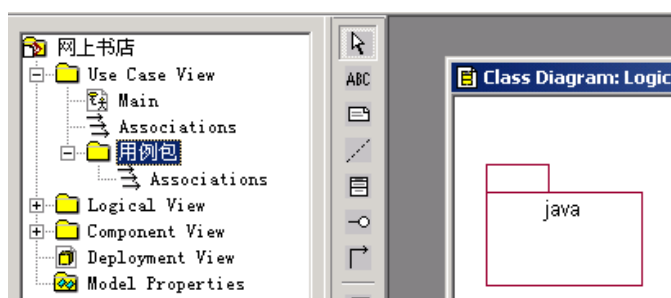 网上书店
Use Case View
Main
Associations
用例包
Associations
Logical View
Component View
Deployment View
Model Properties
ABC
Class Diagram: Logic
java